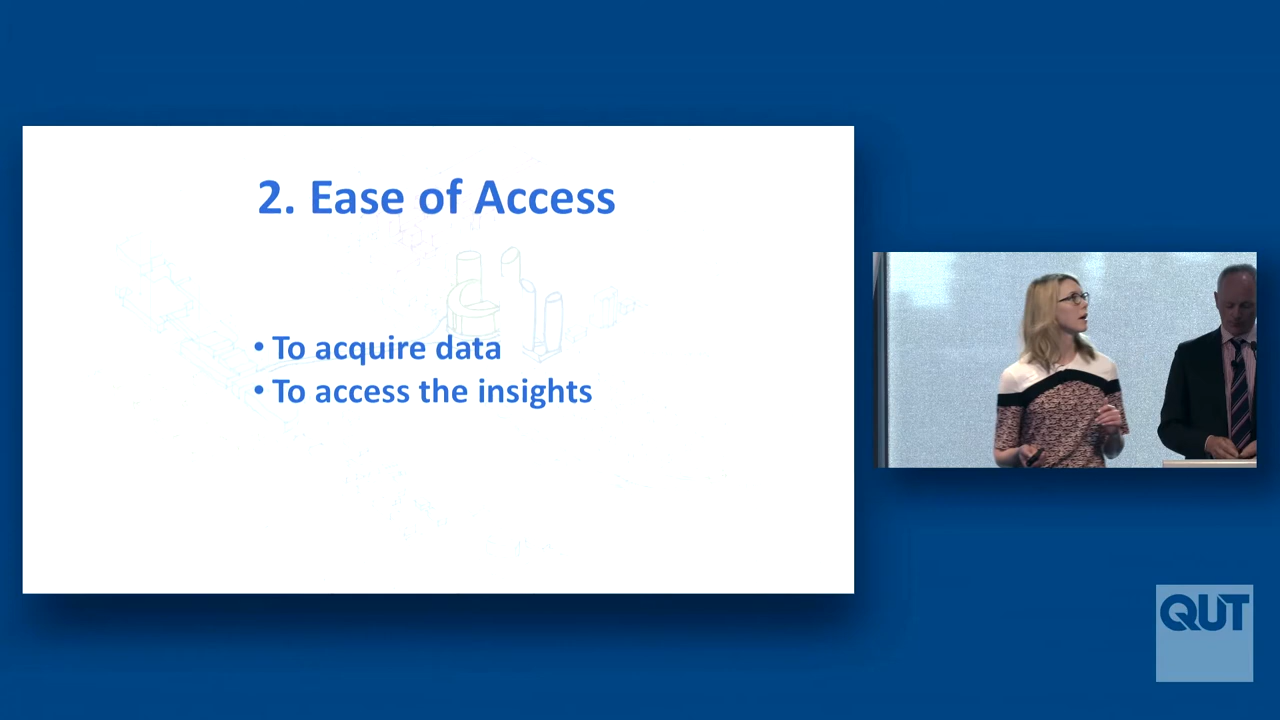 2. Ease of Access
• To acquire data
• To access the insights
QUT